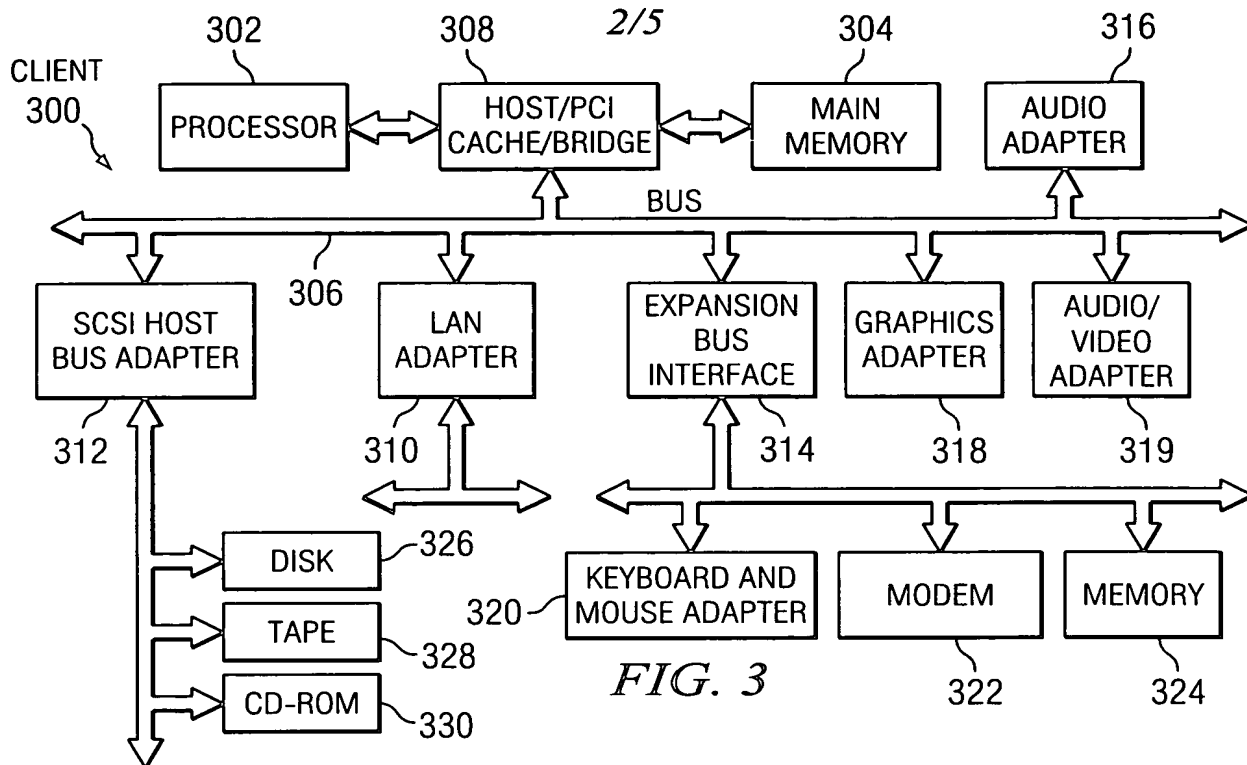 2/5
302
308
304
316
CLIENT
300
PROCESSOR
HOST/PCI
CACHE/BRIDGE
MAIN
MEMORY
AUDIO
ADAPTER
BUS
306
SCSI HOST
BUS ADAPTER
LAN
ADAPTER
EXPANSION
BUS
INTERFACE
GRAPHICS
ADAPTER
AUDIO/
VIDEO
ADAPTER
312
310
314
318
319
DISK
326
TAPE
328
CD-ROM
330
320
KEYBOARD AND
MOUSE ADAPTER
MODEM
MEMORY
322
324
FIG. 3